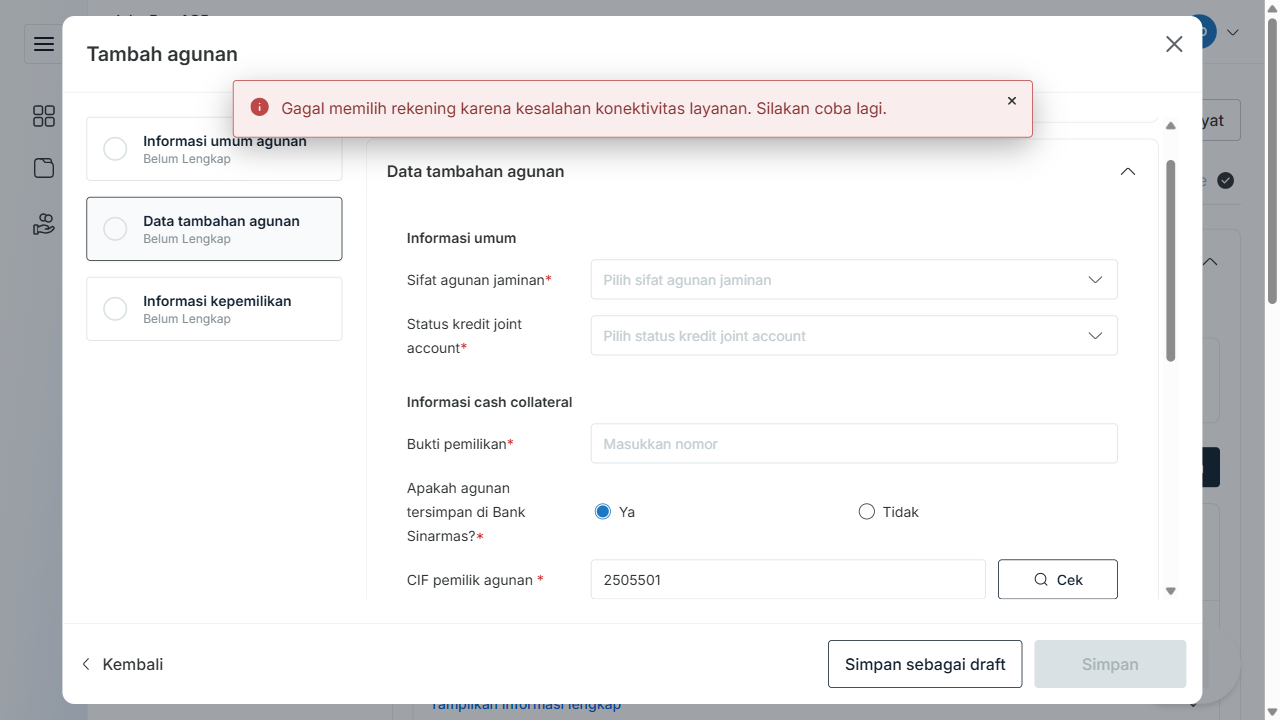 Tambah agunan
Gagal memilih rekening karena kesalahan konektivitas layanan. Silakan coba lagi.
Informasi umum agunan
Belum Lengkap
Data tambahan agunan
Belum Lengkap
Informasi kepemilikan
Belum Lengkap
Data tambahan agunan
Informasi umum
Sifat agunan jaminan*
Pilih sifat agunan jaminan
Status kredit joint
account*
Pilih status kredit joint account
Informasi cash collateral
Bukti pemilikan*
Masukkan nomor
Apakah agunan
tersimpan di Bank
Sinarmas?*
Ya
Tidak
CIF pemilik agunan *
2505501
Cek
Kembali
Simpan sebagai draft
Simpan
Tampilkan informasi lengkap